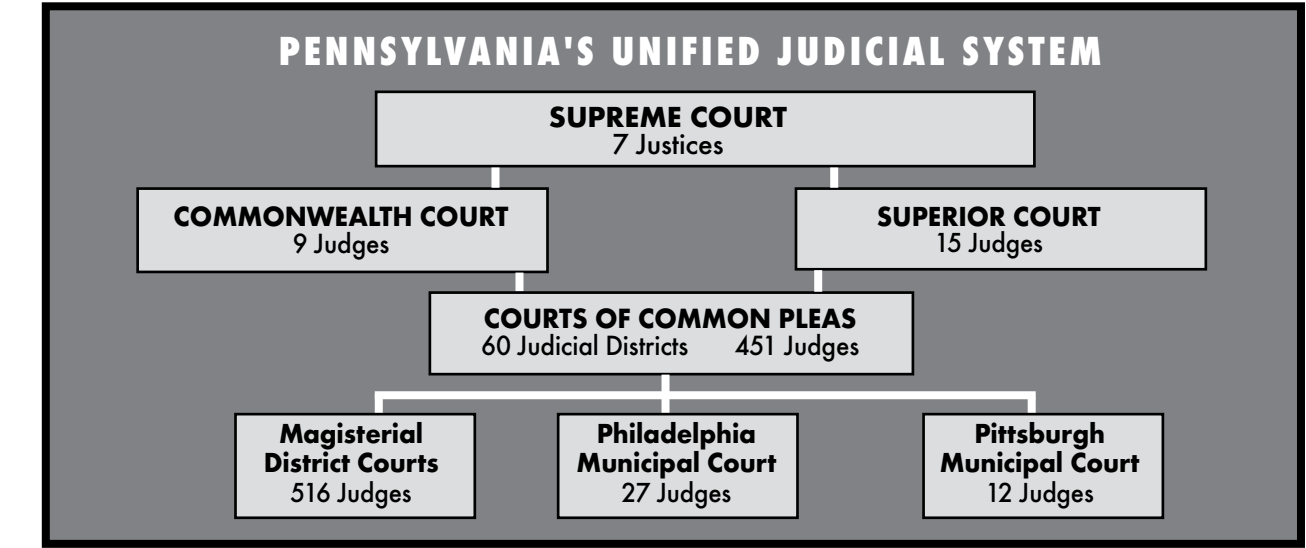 PENNSYLVANIA'S UNIFIED JUDICIAL SYSTEM
SUPREME COURT
7 Justices
COMMONWEALTH COURT
9 Judges
SUPERIOR COURT
15 Judges
COURTS OF COMMON PLEAS
60 Judicial Districts 451 Judges
Magisterial
District Courts
516 Judges
Philadelphia
Municipal Court
27 Judges
Pittsburgh
Municipal Court
12 Judges